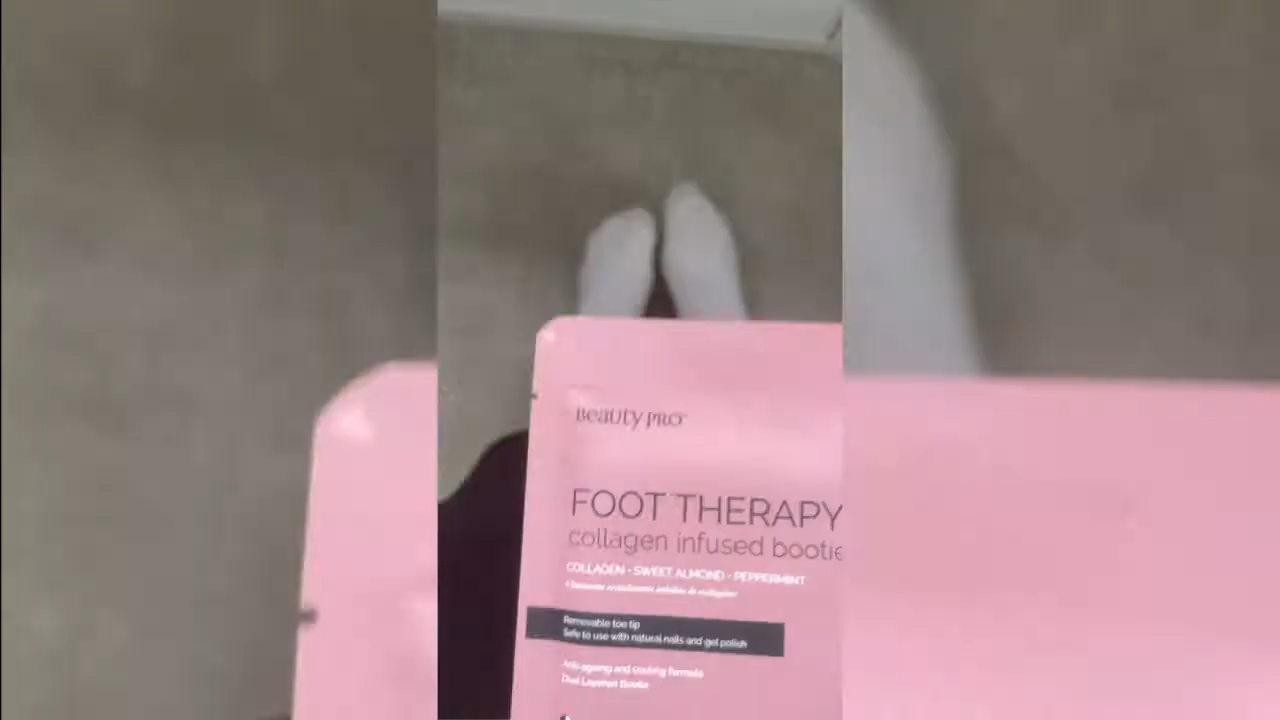 Beauty PRO
FOOT THERAPY
collagen infused bootie
COLLAGEN • SWEET ALMOND • PEPPERMINT
Removable toe tip
Safe to use with natural nails and gel polish
Anti-ageing and cooling formula
Dual Layered Bootie